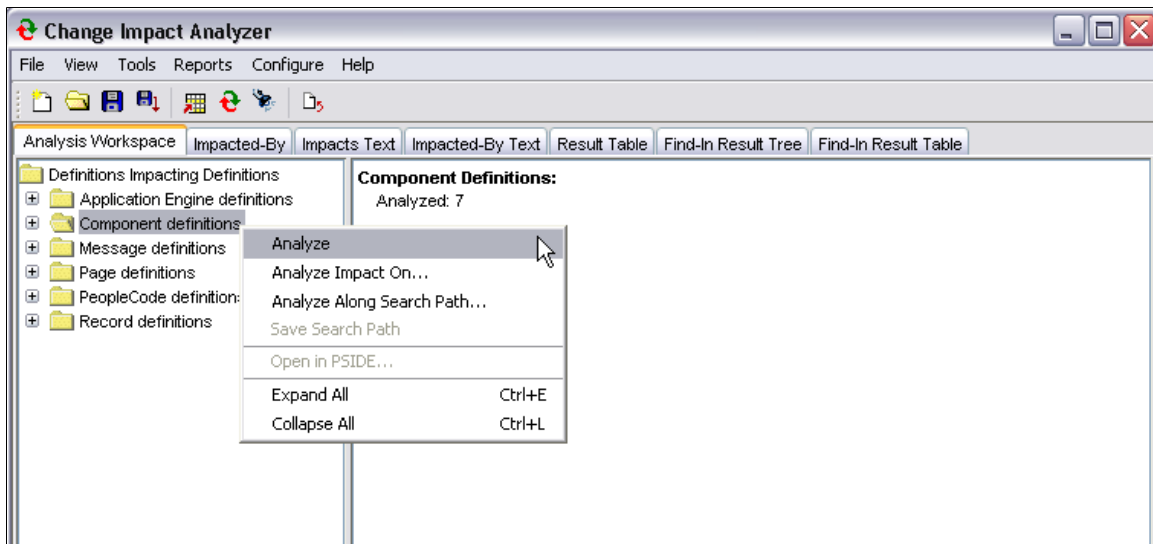 Change Impact Analyzer
File View Tools Reports Configure Help
Analysis Workspace Impacted-By Impacts Text Impacted-By Text Result Table Find-In Result Tree Find-In Result Table
Definitions Impacting Definitions
Application Engine definitions
Component definitions
Message definitions
Page definitions
PeopleCode definition
Record definitions
Component Definitions:
Analyzed: 7
Analyze
Analyze Impact On...
Analyze Along Search Path...
Save Search Path
Open in PSIDE...
Expand All Ctrl+E
Collapse All Ctrl+L